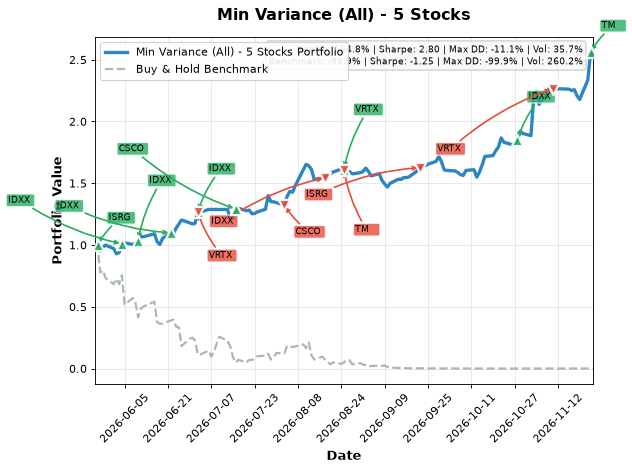 Min Variance (All) - 5 Stocks
TM
Min Variance (All) - 5 Stocks Portfolio
4.8% | Sharpe: 2.80 | Max DD: -11.1% | Vol: 35.7%
Buy & Hold Benchmark
-99.9% | Sharpe: -1.25 | Max DD: -99.9% | Vol: 260.2%
2.5
IDXX
VRTX
2.0
CSCO
VRTX
IDXX
IDXX
1.5
ISRG
IDXX
IDXX
ISRG
IDXX
CSCO
TM
VRTX
1.0
0.5
0.0
Portfolio Value
2026-06-05
2026-06-21
2026-07-07
2026-07-23
2026-08-08
2026-08-24
2026-09-09
2026-09-25
2026-10-11
2026-10-27
2026-11-12
Date